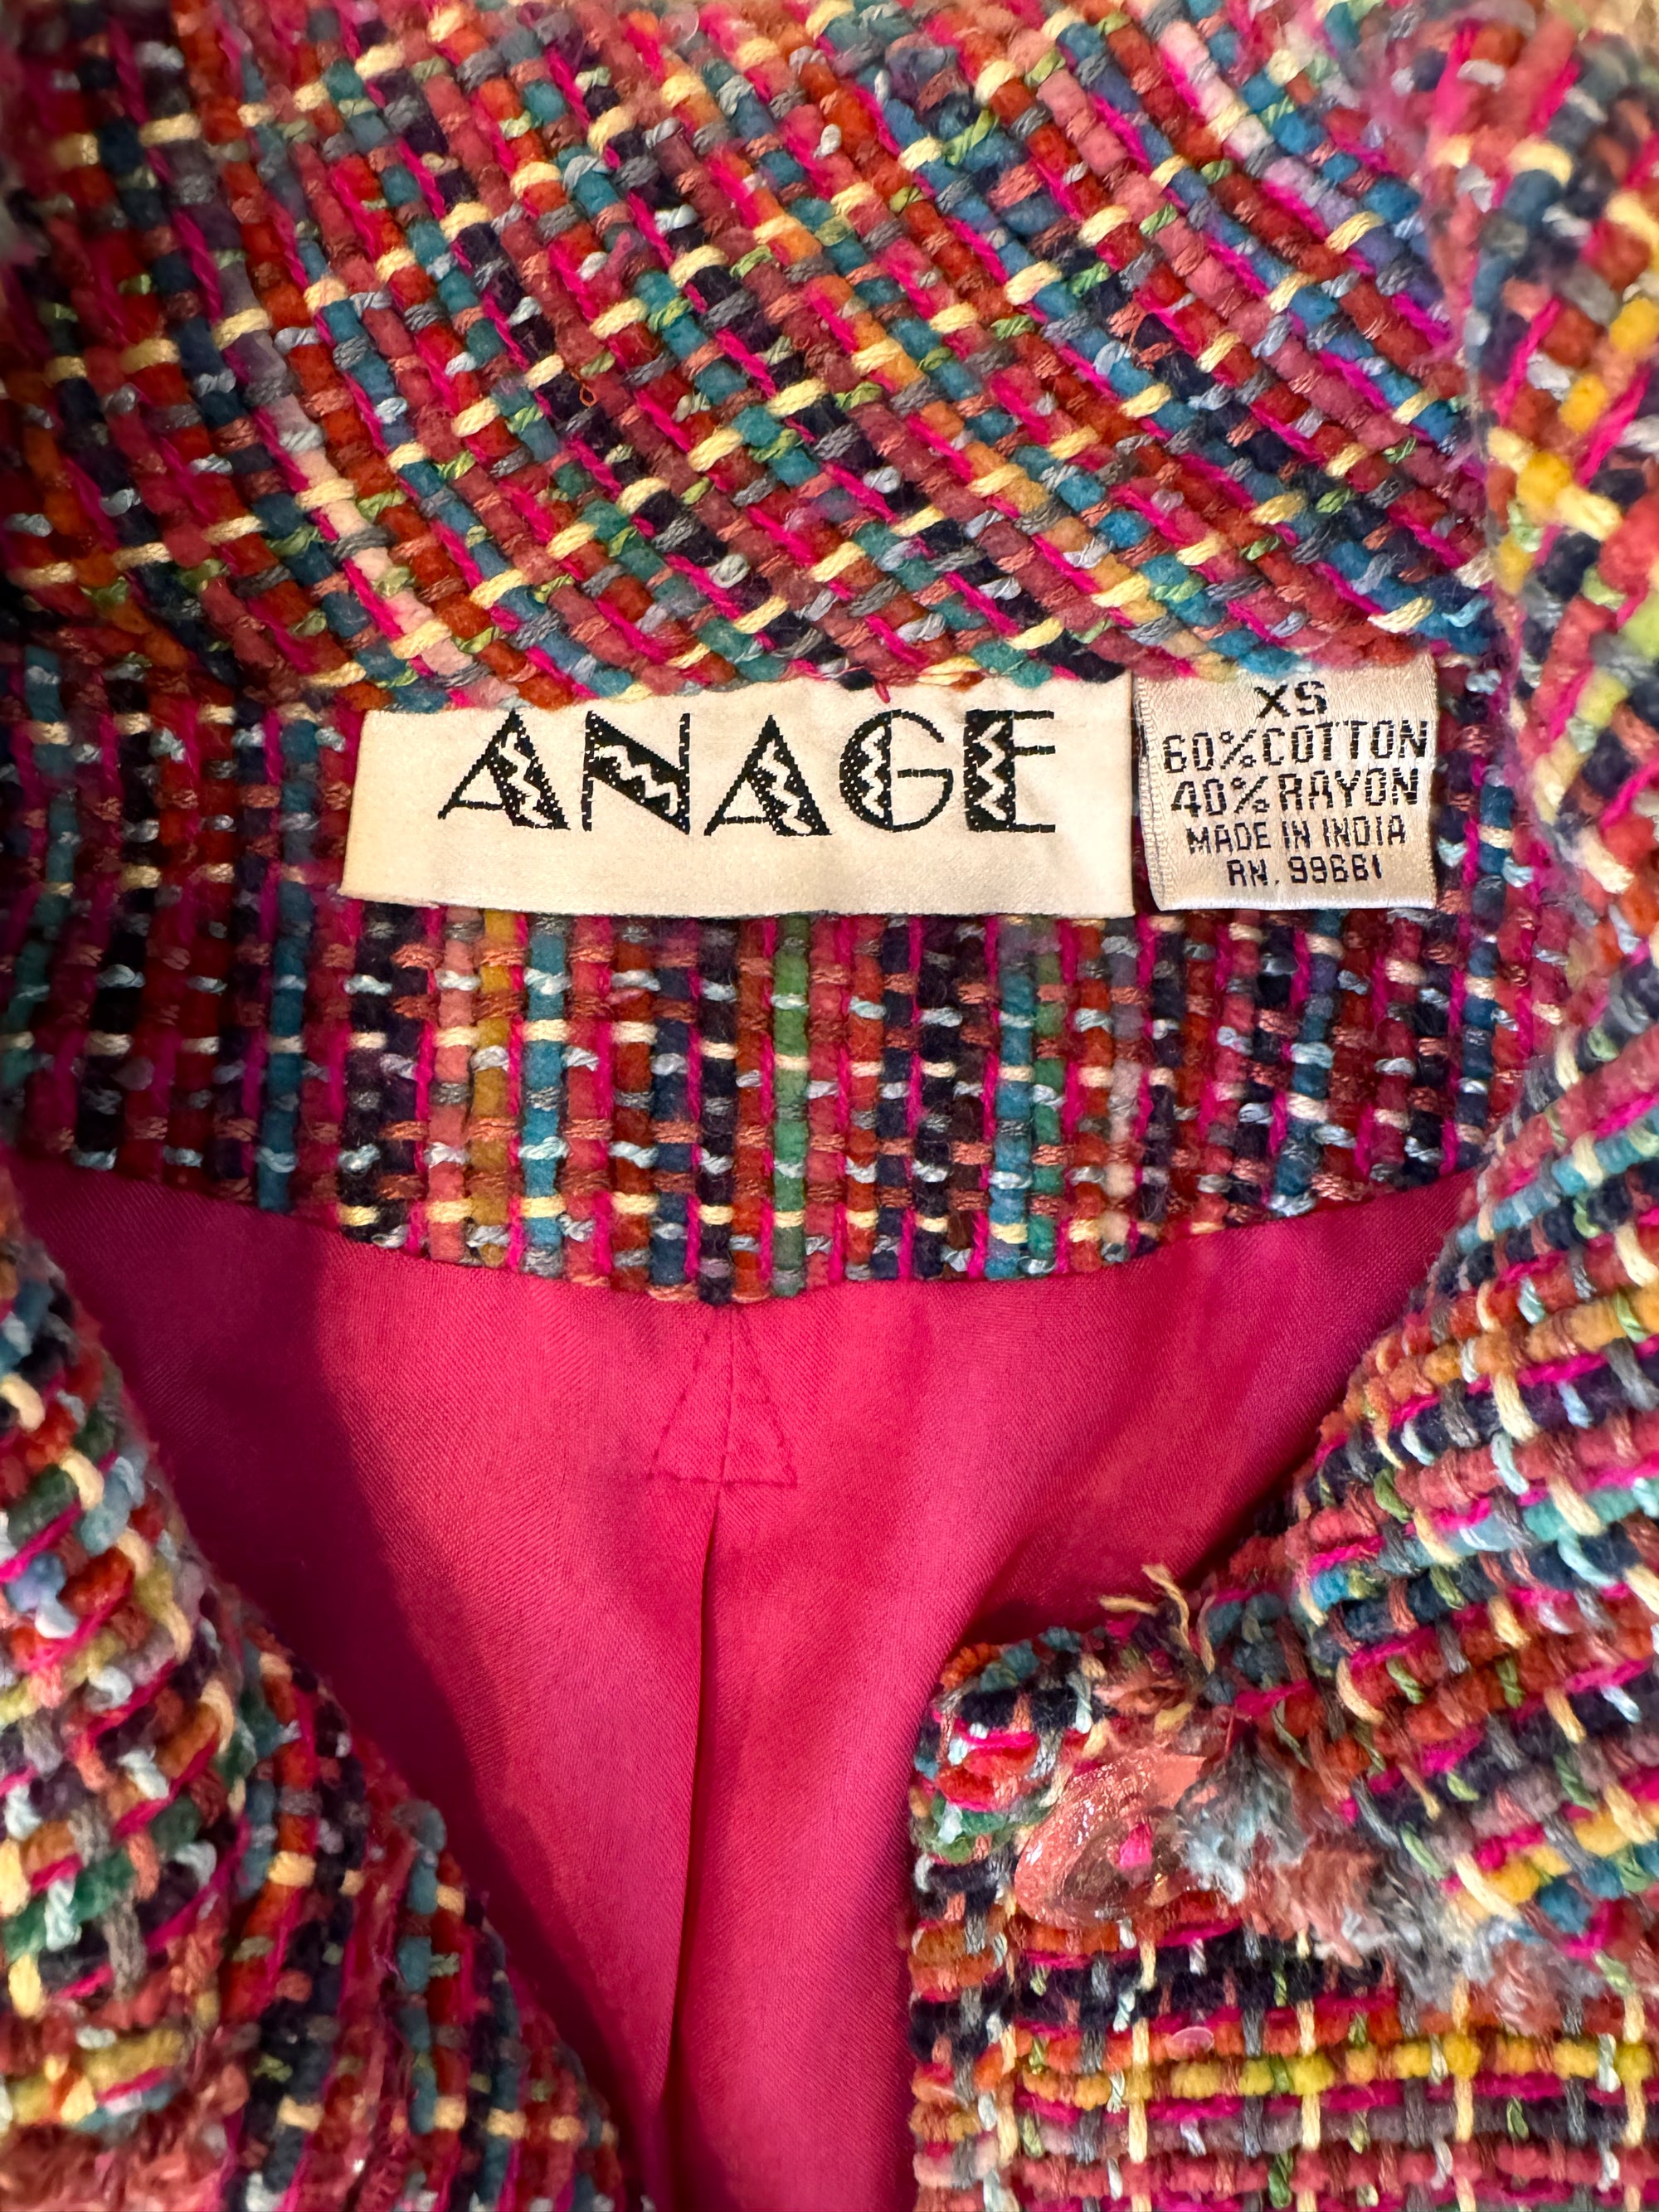 ANAGE
XS
60% COTTON
40% RAYON
MADE IN INDIA
RN. 99661